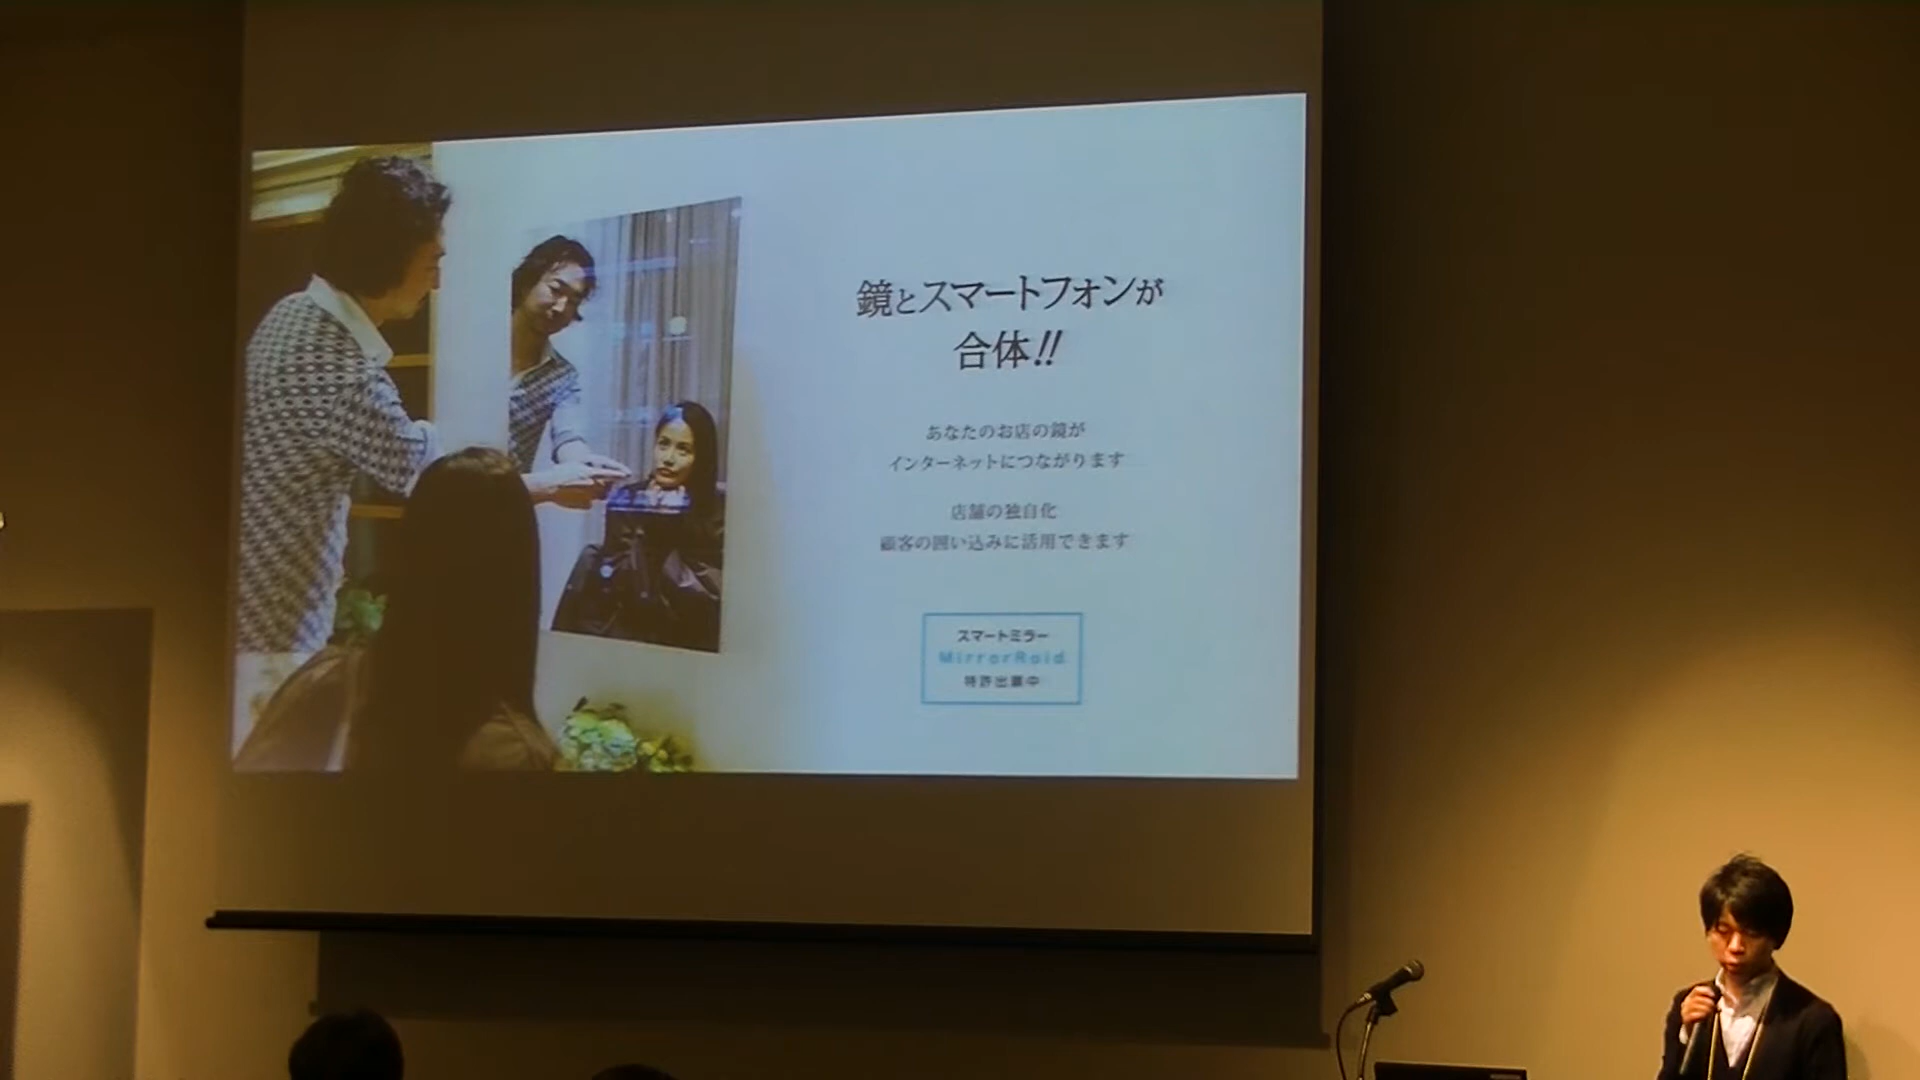 鏡とスマートフォンが
合体!!
あなたのお店の鏡が
インターネットにつながります
店舗の独自化
顧客の囲い込みに活用できます
スマートミラー
MirrorRoid
特許出願中